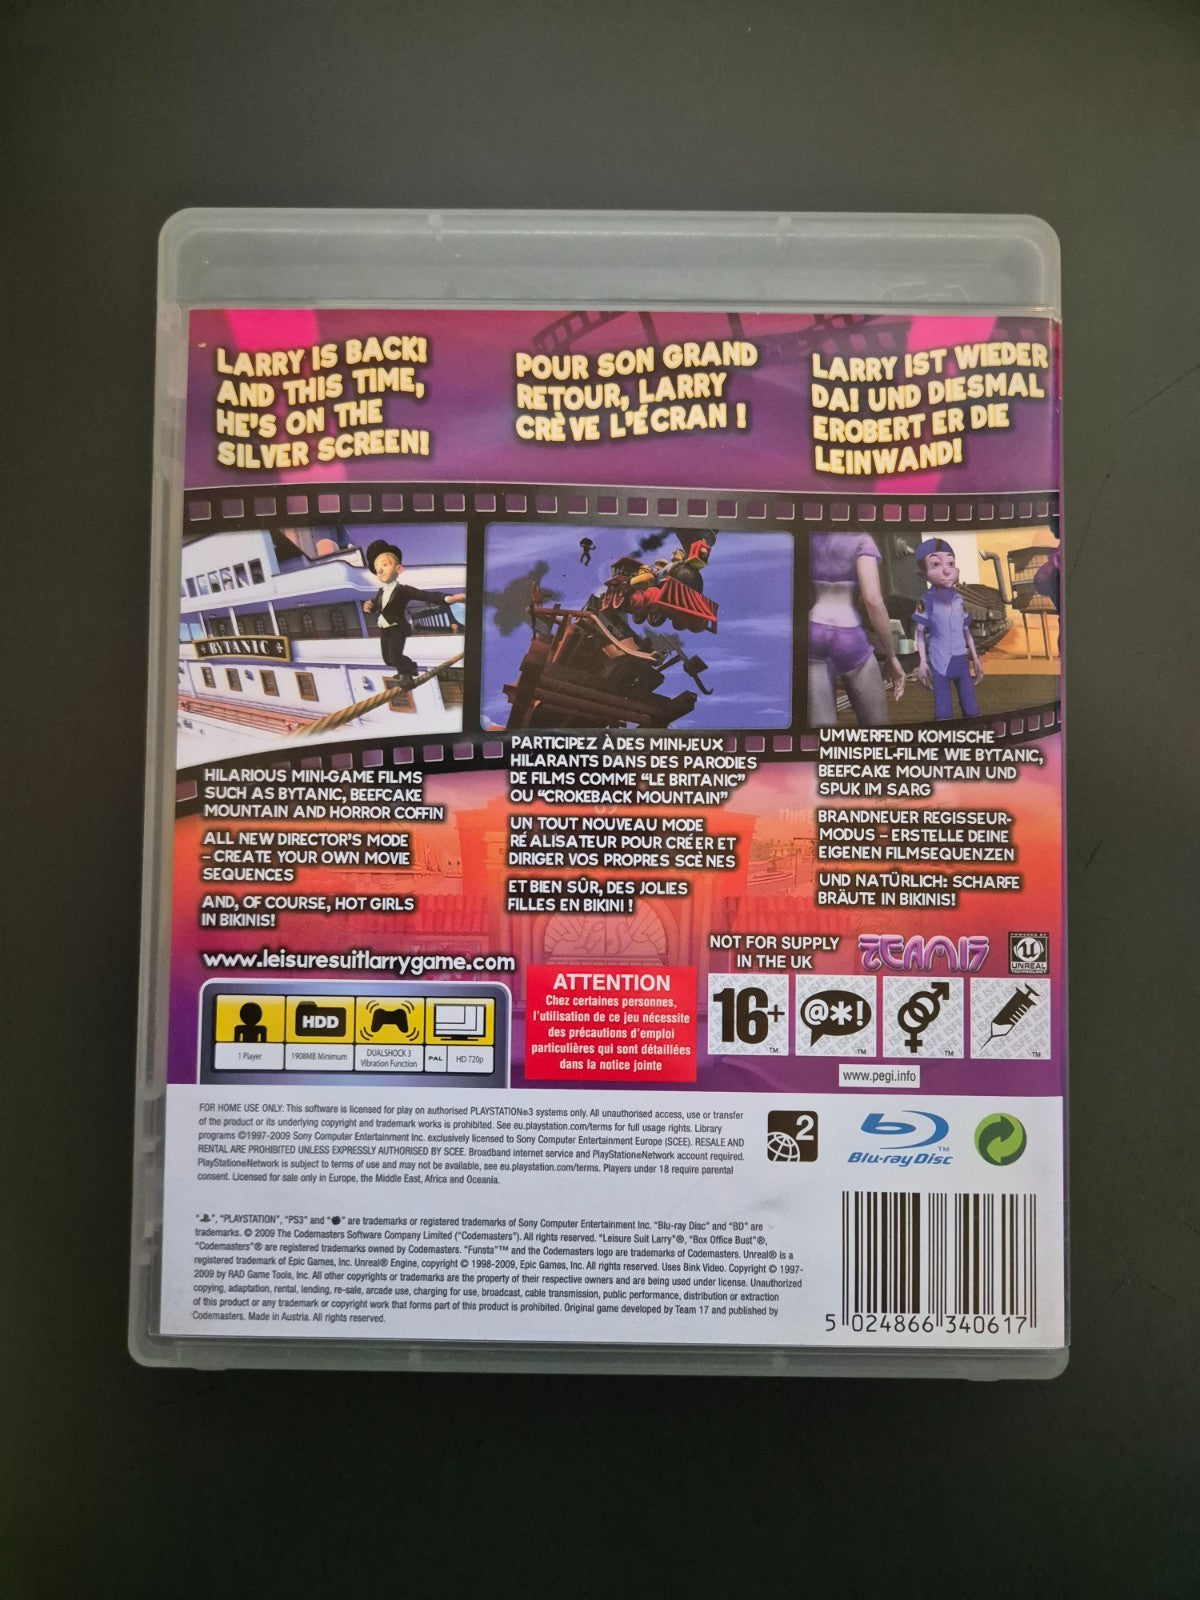 LARRY IS BACK!
AND THIS TIME,
HE'S ON THE
SILVER SCREEN!
POUR SON GRAND
RETOUR, LARRY
CRÈVE L'ÉCRAN !
LARRY IST WIEDER
DA! UND DIESMAL
EROBERT ER DIE
LEINWAND!
BYTANIC
HILARIOUS MINI-GAME FILMS
SUCH AS BYTANIC, BEEFCAKE
MOUNTAIN AND HORROR COFFIN
ALL NEW DIRECTOR'S MODE
– CREATE YOUR OWN MOVIE
SEQUENCES
AND, OF COURSE, HOT GIRLS
IN BIKINIS!
PARTICIPEZ À DES MINI-JEUX
HILARANTS DANS DES PARODIES
DE FILMS COMME "LE BRITANIC"
OU "CROKEBACK MOUNTAIN"
UN TOUT NOUVEAU MODE
RÉALISATEUR POUR CRÉER ET
DIRIGER VOS PROPRES SCÈNES
ET BIEN SÛR, DES JOLIES
FILLES EN BIKINI !
UMWERFEND KOMISCHE
MINISPIEL-FILME WIE BYTANIC,
BEEFCAKE MOUNTAIN UND
SPUK IM SARG
BRANDNEUER REGISSEUR-
MODUS – ERSTELLE DEINE
EIGENEN FILMSEQUENZEN
UND NATÜRLICH: SCHARFE
BRÄUTE IN BIKINIS!
www.leisuresuitlarrygame.com
NOT FOR SUPPLY
IN THE UK
TEAM17
POWERED BY
UNREAL
TECHNOLOGY
HDD
1 Player
1908MB Minimum
DUALSHOCK 3
Vibration Function
PAL
HD 720p
ATTENTION
Chez certaines personnes,
l'utilisation de ce jeu nécessite
des précautions d'emploi
particulières qui sont détaillées
dans la notice jointe
16+
@*!
www.pegi.info
FOR HOME USE ONLY: This software is licensed for play on authorised PLAYSTATION®3 systems only. All unauthorised access, use or transfer
of the product or its underlying copyright and trademark works is prohibited. See eu.playstation.com/terms for full usage rights. Library
programs ©1997-2009 Sony Computer Entertainment Inc. exclusively licensed to Sony Computer Entertainment Europe (SCEE). RESALE AND
RENTAL ARE PROHIBITED UNLESS EXPRESSLY AUTHORISED BY SCEE. Broadband internet service and PlayStation®Network account required.
PlayStation®Network is subject to terms of use and may not be available, see eu.playstation.com/terms. Players under 18 require parental
consent. Licensed for sale only in Europe, the Middle East, Africa and Oceania.
2
Blu-ray Disc
TM
", "PLAYSTATION", "PS3" and " " are trademarks or registered trademarks of Sony Computer Entertainment Inc. "Blu-ray Disc" and "BD" are
trademarks. © 2009 The Codemasters Software Company Limited ("Codemasters"). All rights reserved. "Leisure Suit Larry"®, "Box Office Bust"®,
"Codemasters"® are registered trademarks owned by Codemasters. "Funsta"™ and the Codemasters logo are trademarks of Codemasters. Unreal® is a
registered trademark of Epic Games, Inc. Unreal® Engine, copyright © 1998-2009, Epic Games, Inc. All rights reserved. Uses Bink Video. Copyright © 1997-
2009 by RAD Game Tools, Inc. All other copyrights or trademarks are the property of their respective owners and are being used under license. Unauthorized
copying, adaptation, rental, lending, re-sale, arcade use, charging for use, broadcast, cable transmission, public performance, distribution or extraction
of this product or any trademark or copyright work that forms part of this product is prohibited. Original game developed by Team 17 and published by
Codemasters. Made in Austria. All rights reserved.
5 024866 340617